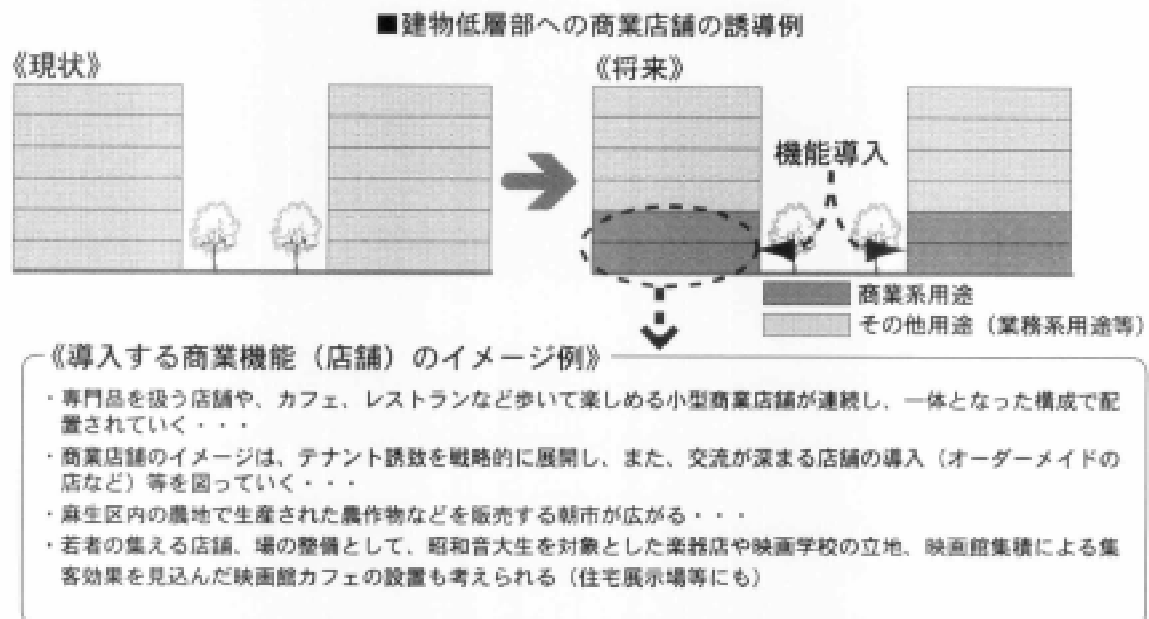 ■建物低層部への商業店舗の誘導例
《現状》
《将来》
機能導入
商業系用途
その他用途（業務系用途等）
《導入する商業機能（店舗）のイメージ例》
・専門品を扱う店舗や、カフェ、レストランなど歩いて楽しめる小型商業店舗が連続し、一体となった構成で配
置されていく・・・
・商業店舗のイメージは、テナント誘致を戦略的に展開し、また、交流が深まる店舗の導入（オーダーメイドの
店など）等を図っていく・・・
・麻生区内の農地で生産された農作物などを販売する朝市が広がる・・・
・若者の集える店舗、場の整備として、昭和音大生を対象とした楽器店や映画学校の立地、映画館集積による集
客効果を見込んだ映画館カフェの設置も考えられる（住宅展示場等にも）